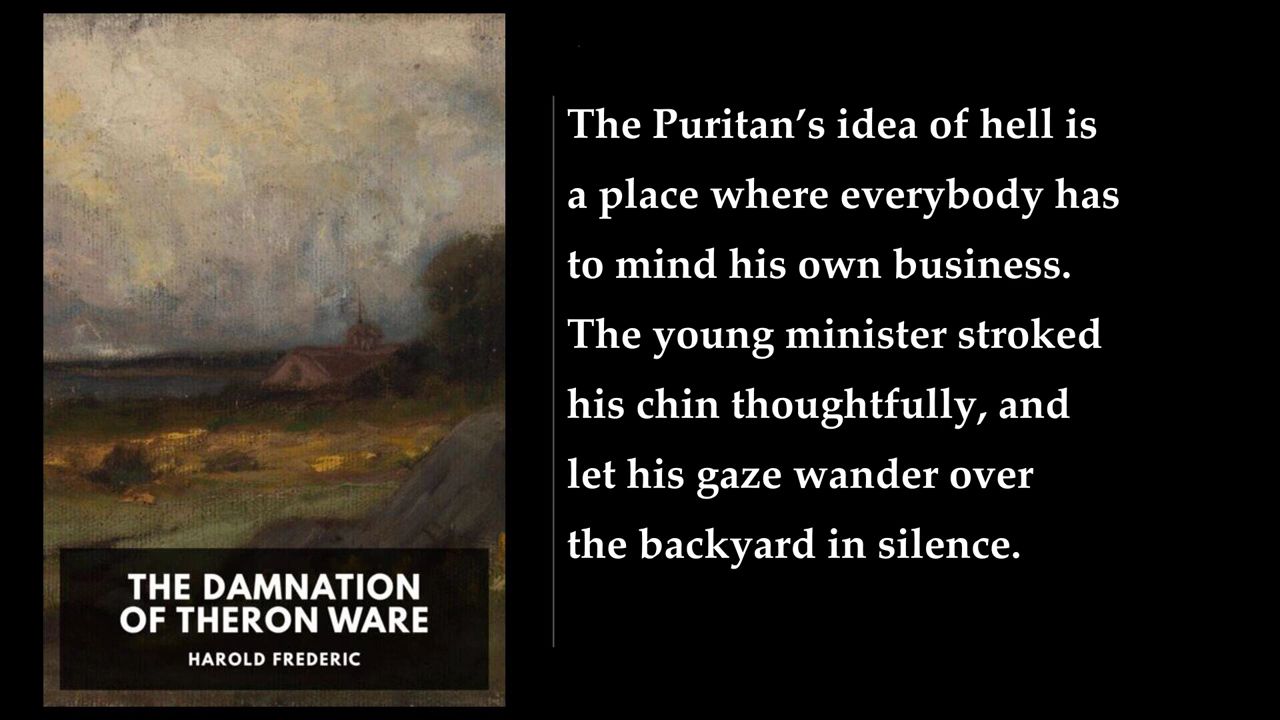 THE DAMNATION
OF THERON WARE
HAROLD FREDERIC
The Puritan’s idea of hell is
a place where everybody has
to mind his own business.
The young minister stroked
his chin thoughtfully, and
let his gaze wander over
the backyard in silence.